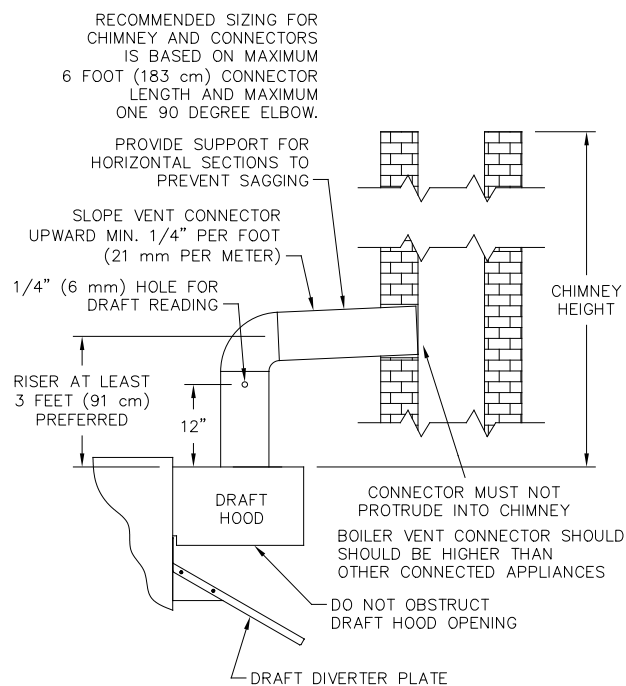 RECOMMENDED SIZING FOR
CHIMNEY AND CONNECTORS
IS BASED ON MAXIMUM
6 FOOT (183 cm) CONNECTOR
LENGTH AND MAXIMUM
ONE 90 DEGREE ELBOW.
PROVIDE SUPPORT FOR
HORIZONTAL SECTIONS TO
PREVENT SAGGING
SLOPE VENT CONNECTOR
UPWARD MIN. 1/4" PER FOOT
(21 mm PER METER)
1/4" (6 mm) HOLE FOR
DRAFT READING
CHIMNEY
HEIGHT
RISER AT LEAST
3 FEET (91 cm)
PREFERRED
12"
DRAFT
HOOD
CONNECTOR MUST NOT
PROTRUDE INTO CHIMNEY
BOILER VENT CONNECTOR SHOULD
SHOULD BE HIGHER THAN
OTHER CONNECTED APPLIANCES
DO NOT OBSTRUCT
DRAFT HOOD OPENING
DRAFT DIVERTER PLATE